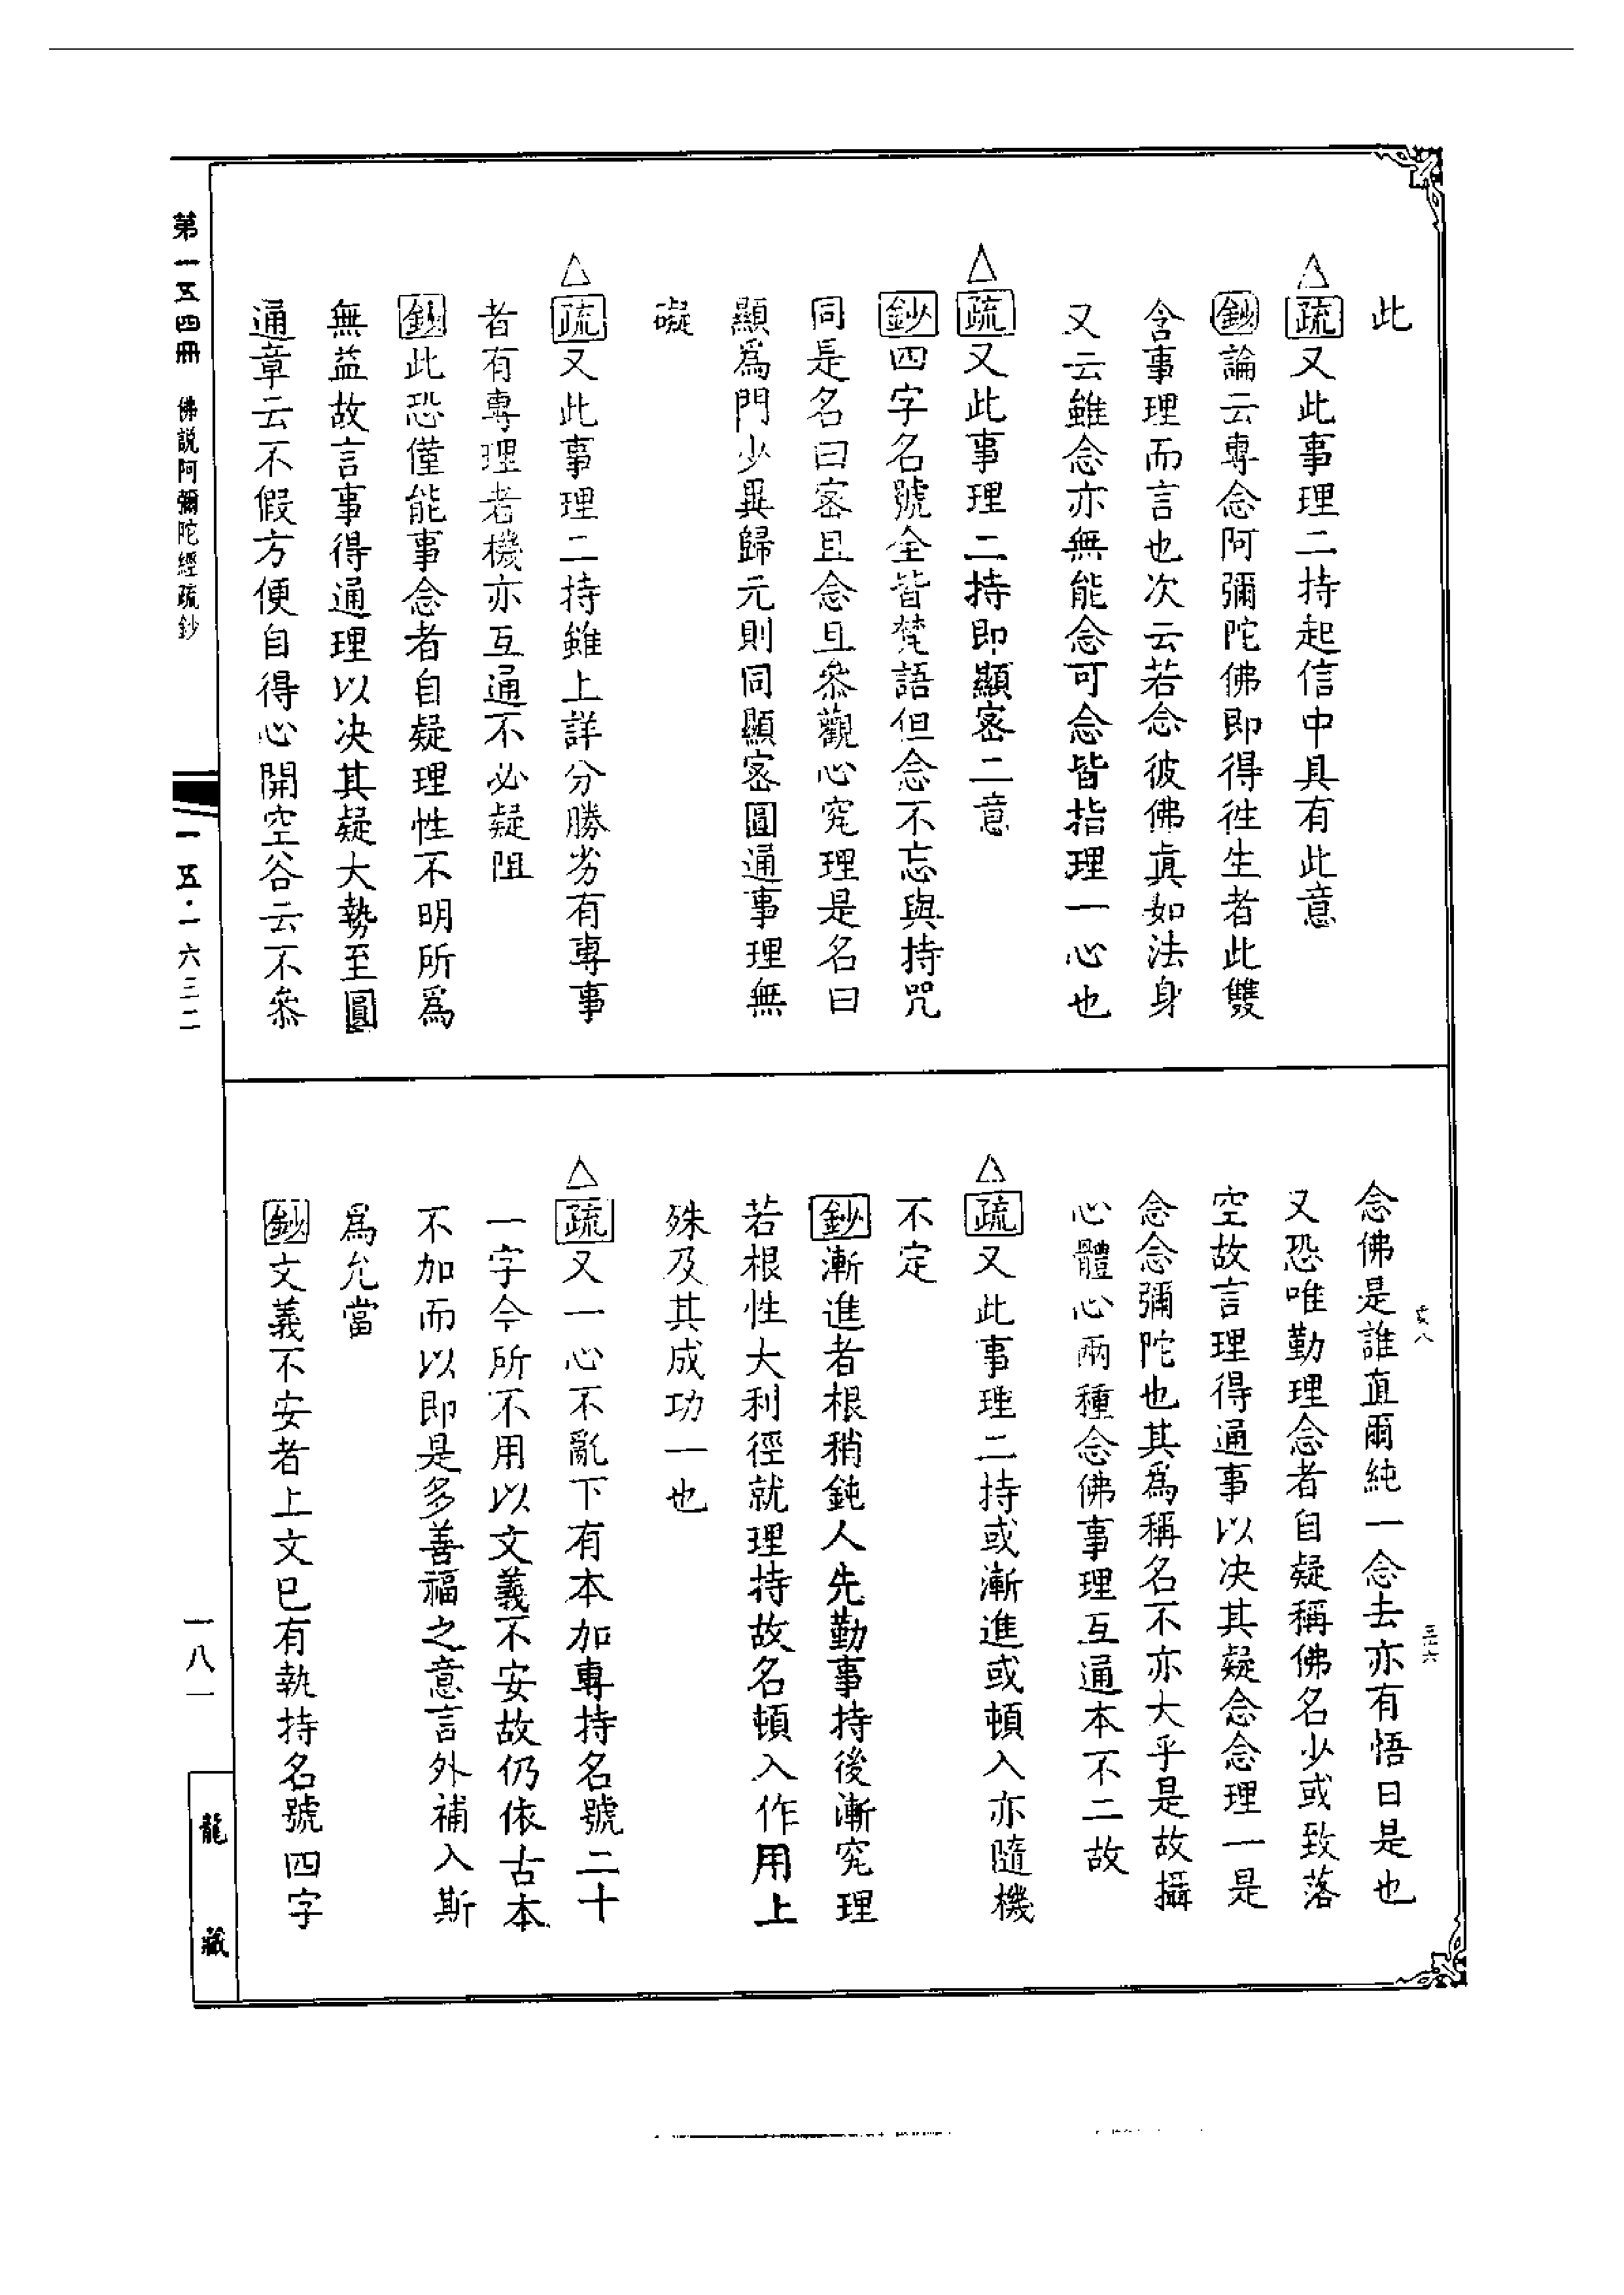 此
△疏又此事理二持起信中具有此意
鈔論云專念阿彌陀佛即得徃生者此雙
含事理而言也次云若念彼佛眞如法身
又云雖念亦無能念可念皆指理一心也
△疏又此事理二持即顯密二意
鈔四字名號全皆梵語但念不忘與持咒
同是名曰密且念且叅觀心究理是名曰
顯爲門少異歸元則同顯密圓通事理無
礙
△疏又此事理二持雖上詳分勝劣有專事
者有專理者機亦互通不必疑阻
鈔此恐僅能事念者自疑理性不明所爲
無益故言事得通理以决其疑大勢至圓
通章云不假方便自得心開空谷云不叅
念佛是誰直爾純一念去亦有悟日是也
又恐唯勤理念者自疑稱佛名少或致落
空故言理得通事以决其疑念念理一是
念念彌陀也其爲稱名不亦大乎是故攝
心體心兩種念佛事理互通本不二故
△疏又此事理二持或漸進或頓入亦隨機
不定
鈔漸進者根稍鈍人先勤事持後漸究理
若根性大利徑就理持故名頓入作用上
殊及其成功一也
△疏又一心不亂下有本加專持名號二十
一字今所不用以文義不安故仍依古本
不加而以即是多善福之意言外補入斯
爲允當
鈔文義不安者上文已有執持名號四字
第一五四冊 佛説阿彌陀經疏鈔
一五·一六三二
一八一
龍藏